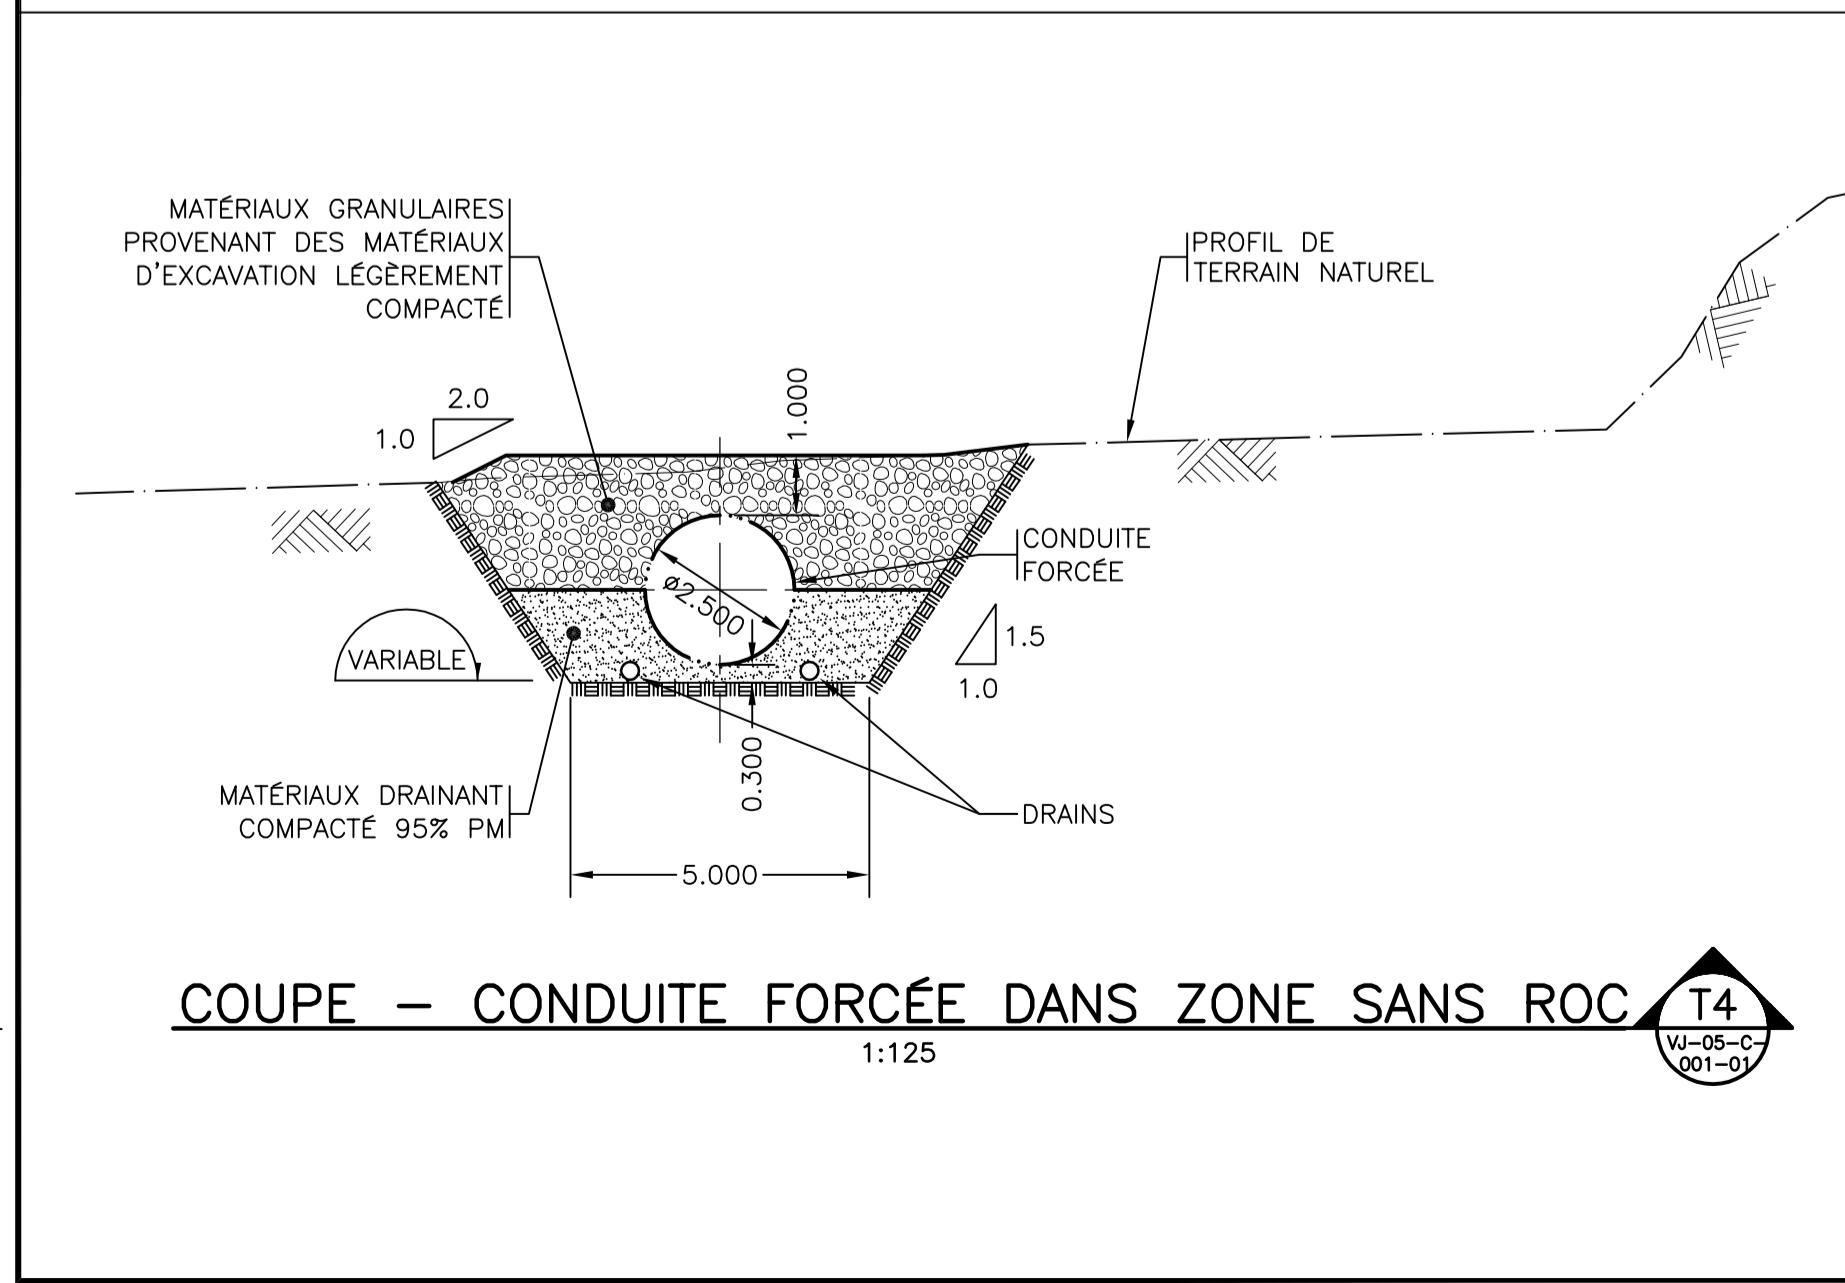 MATÉRIAUX GRANULAIRES
PROVENANT DES MATÉRIAUX
D'EXCAVATION LÉGÈREMENT
COMPACTÉ
PROFIL DE
TERRAIN NATUREL
2.0
1.0
1.000
CONDUITE
FORCÉE
ø2.500
1.5
1.0
VARIABLE
0.300
MATÉRIAUX DRAINANT
COMPACTÉ 95% PM
DRAINS
5.000
COUPE – CONDUITE FORCÉE DANS ZONE SANS ROC
1:125
T4
VJ-05-C-
001-01